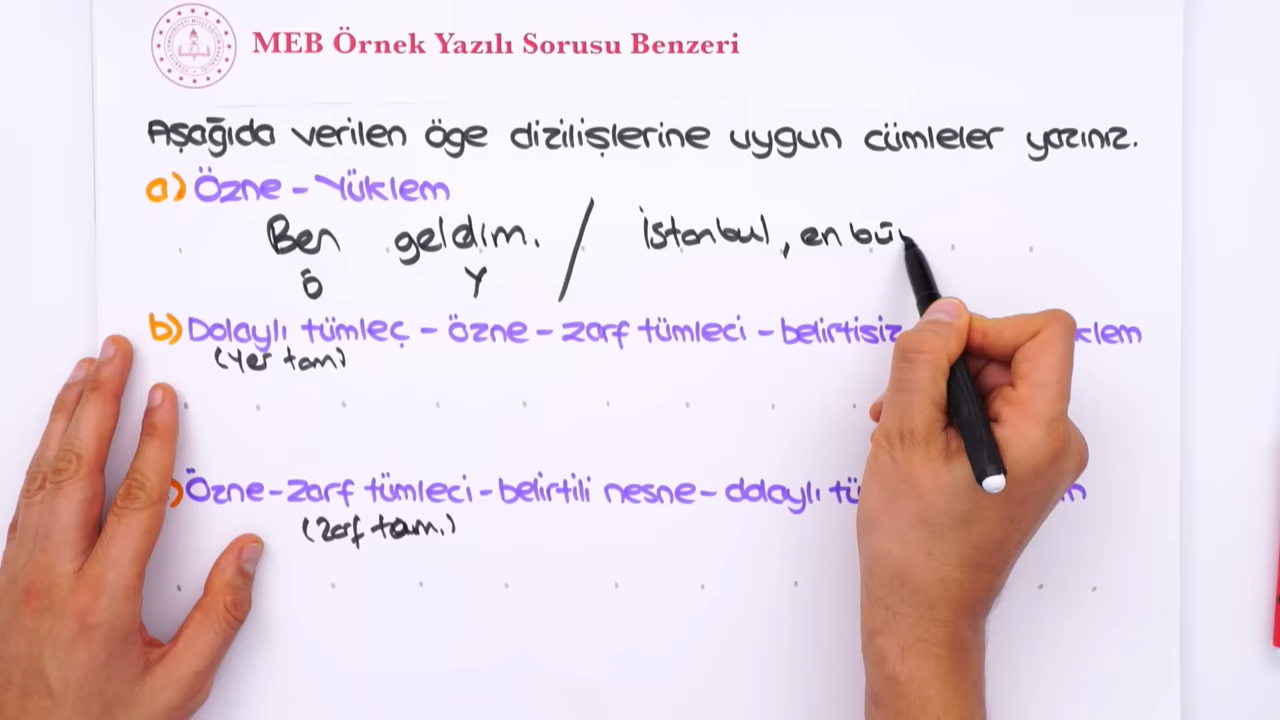 MEB Örnek Yazılı Sorusu Benzeri
Aşağıda verilen öge dizilişlerine uygun cümleler yazınız.
a) Özne - Yüklem
Ben geldim. / İstanbul, en bü
Ö Y
b) Dolaylı tümleç - özne - zarf tümleci - belirtisiz klem
(Yer tam)
) Özne - zarf tümleci - belirtili nesne - dolaylı tü
(Zarf tam.)